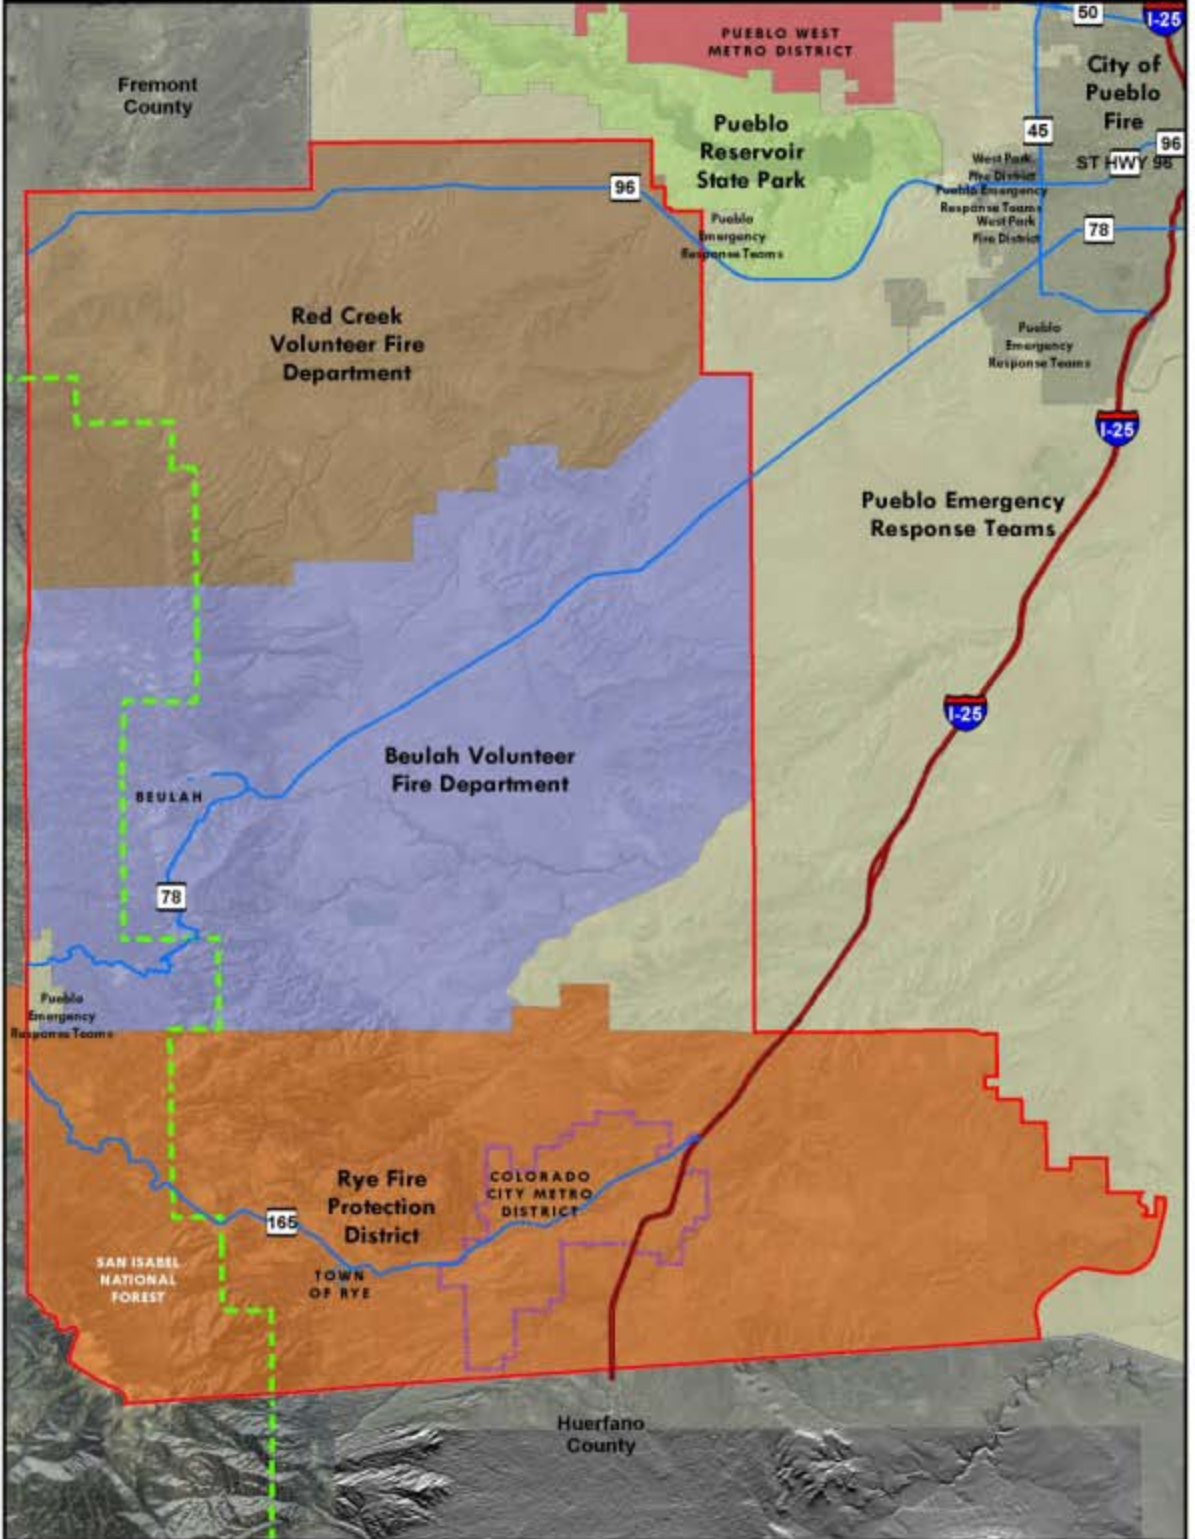 50
I-25
PUEBLO WEST
METRO DISTRICT
City of
Pueblo
Fire
Fremont
County
45
96
ST HWY 96
Pueblo
Reservoir
State Park
West Park
Fire District
Pueblo Emergency
Response Teams
West Park
Fire District
96
78
Pueblo
Emergency
Response Teams
Red Creek
Volunteer Fire
Department
Pueblo
Emergency
Response Teams
I-25
Pueblo Emergency
Response Teams
I-25
Beulah Volunteer
Fire Department
BEULAH
78
Pueblo
Emergency
Response Teams
Rye Fire
Protection
District
COLORADO
CITY METRO
DISTRICT
165
SAN ISABEL
NATIONAL
FOREST
TOWN
OF RYE
Huerfano
County